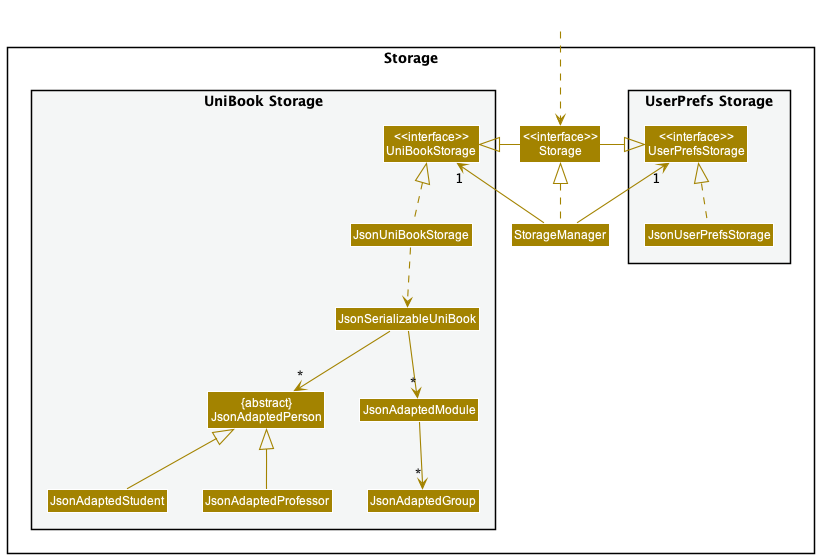 Storage
UniBook Storage
UserPrefs Storage
<<interface>>
UniBookStorage
<<interface>>
Storage
<<interface>>
UserPrefsStorage
1
1
JsonUniBookStorage
StorageManager
JsonUserPrefsStorage
JsonSerializableUniBook
*
*
{abstract}
JsonAdaptedPerson
JsonAdaptedModule
*
JsonAdaptedStudent
JsonAdaptedProfessor
JsonAdaptedGroup